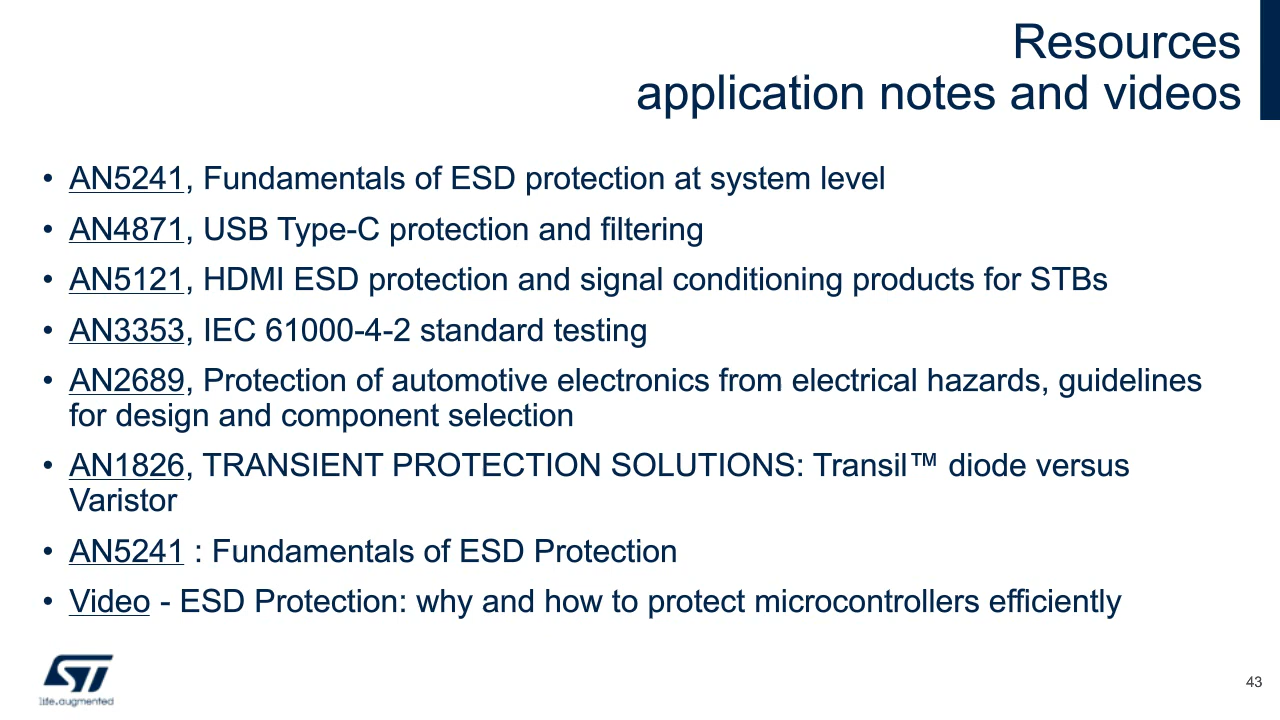 Resources
application notes and videos
• AN5241, Fundamentals of ESD protection at system level
• AN4871, USB Type-C protection and filtering
• AN5121, HDMI ESD protection and signal conditioning products for STBs
• AN3353, IEC 61000-4-2 standard testing
• AN2689, Protection of automotive electronics from electrical hazards, guidelines
for design and component selection
• AN1826, TRANSIENT PROTECTION SOLUTIONS: Transil™ diode versus
Varistor
• AN5241 : Fundamentals of ESD Protection
• Video - ESD Protection: why and how to protect microcontrollers efficiently
ST
life.augmented
43